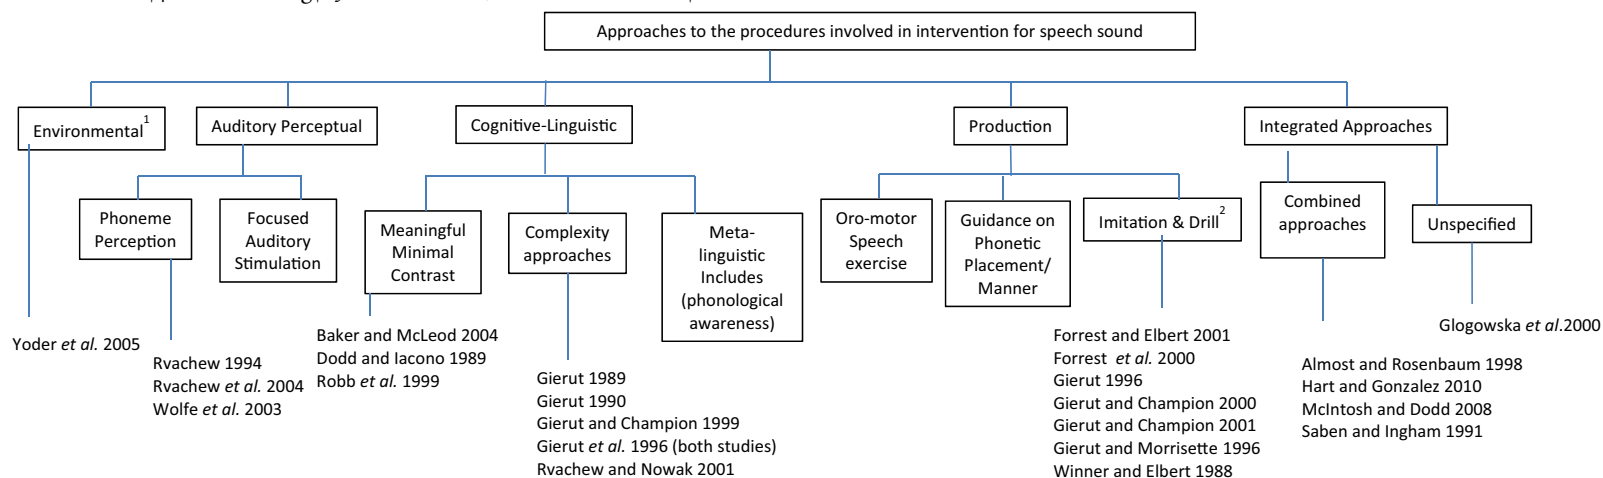 Approaches to the procedures involved in intervention for speech sound
Environmental1
Auditory Perceptual
Cognitive-Linguistic
Production
Integrated Approaches
Phoneme
Perception
Focused
Auditory
Stimulation
Meaningful
Minimal
Contrast
Complexity
approaches
Meta-
linguistic
Includes
(phonological
awareness)
Oro-motor
Speech
exercise
Guidance on
Phonetic
Placement/
Manner
Imitation & Drill2
Combined
approaches
Unspecified
Yoder et al. 2005
Rvachew 1994
Rvachew et al. 2004
Wolfe et al. 2003
Baker and McLeod 2004
Dodd and Iacono 1989
Robb et al. 1999
Gierut 1989
Gierut 1990
Gierut and Champion 1999
Gierut et al. 1996 (both studies)
Rvachew and Nowak 2001
Forrest and Elbert 2001
Forrest et al. 2000
Gierut 1996
Gierut and Champion 2000
Gierut and Champion 2001
Gierut and Morrisette 1996
Winner and Elbert 1988
Almost and Rosenbaum 1998
Hart and Gonzalez 2010
McIntosh and Dodd 2008
Saben and Ingham 1991
Glogowska et al.2000